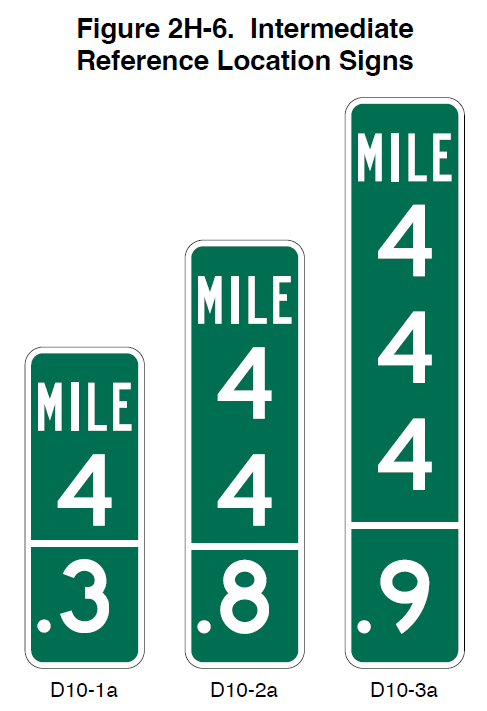 Figure 2H-6. Intermediate
Reference Location Signs
MILE
4
.3
D10-1a
MILE
4
4
.8
D10-2a
MILE
4
4
4
.9
D10-3a